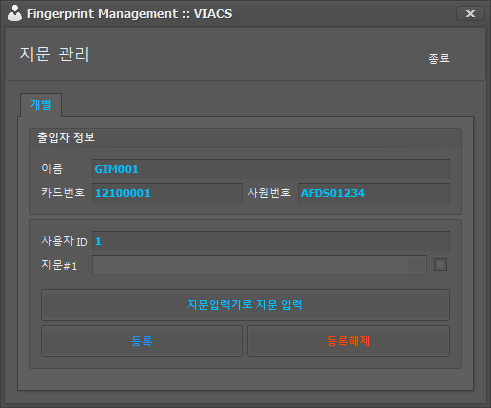 Fingerprint Management :: VIACS
지문 관리
종료
개별
출입자 정보
이름 GIM001
카드번호 12100001 사원번호 AFDS01234
사용자 ID 1
지문#1
지문입력기로 지문 입력
등록 등록해제